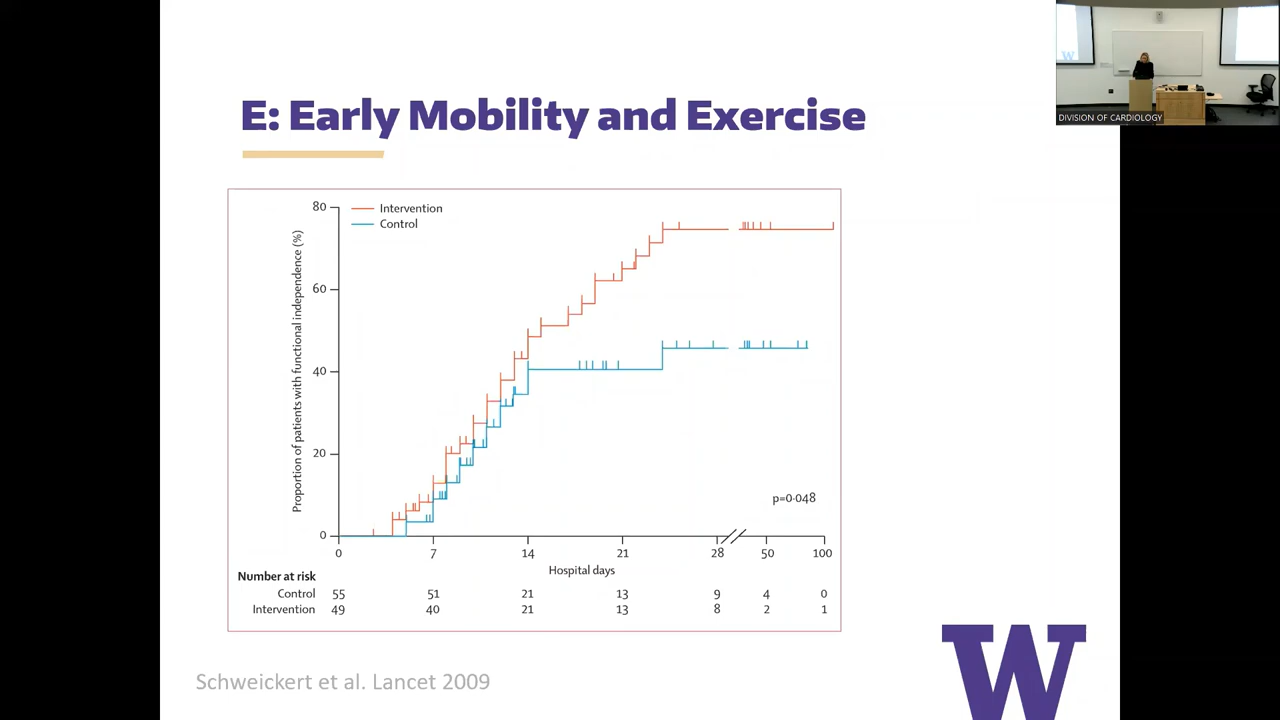 E: Early Mobility and Exercise
DIVISION OF CARDIOLOGY
Intervention
Control
Proportion of patients with functional independence (%)
80
60
40
20
0
p=0·048
0 7 14 21 28 50 100
Hospital days
Number at risk
Control 55 51 21 13 9 4 0
Intervention 49 40 21 13 8 2 1
Schweickert et al. Lancet 2009
W
W